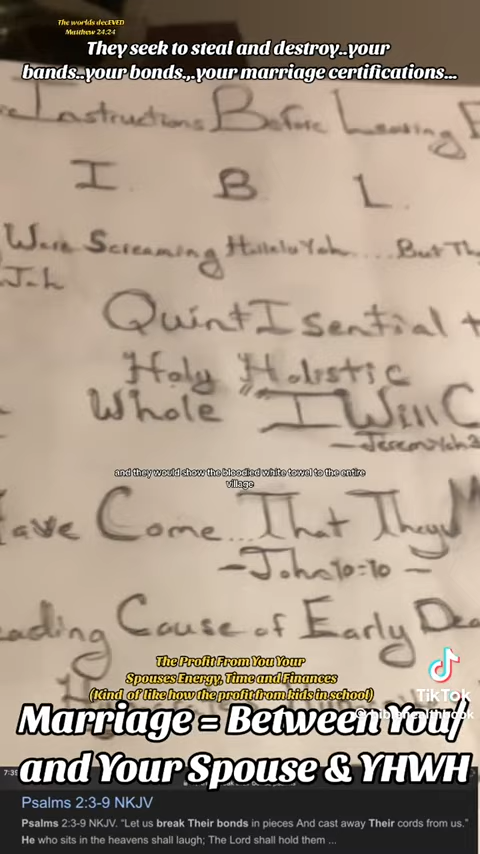 The worlds decEVED
Matthew 24:24
They seek to steal and destroy..your
bands..your bonds.,.your marriage certifications...
Instructions Before Leaving
I B L
Were Screaming HalleluYah.... But Th
QuintIsential
Holy Holistic
Whole "I Will C
and they would show the bloodied white towel to the entire
village
ave Come...That They
-John 10:10 -
eading Cause of Early Dea
The Profit From You Your
Spouses Energy, Time and Finances
(Kind of like how the profit from kids in school)
TikTok
Marriage = Between You/
and Your Spouse & YHWH
7:39
Psalms 2:3-9 NKJV
Psalms 2:3-9 NKJV. "Let us break Their bonds in pieces And cast away Their cords from us."
He who sits in the heavens shall laugh; The Lord shall hold them ...